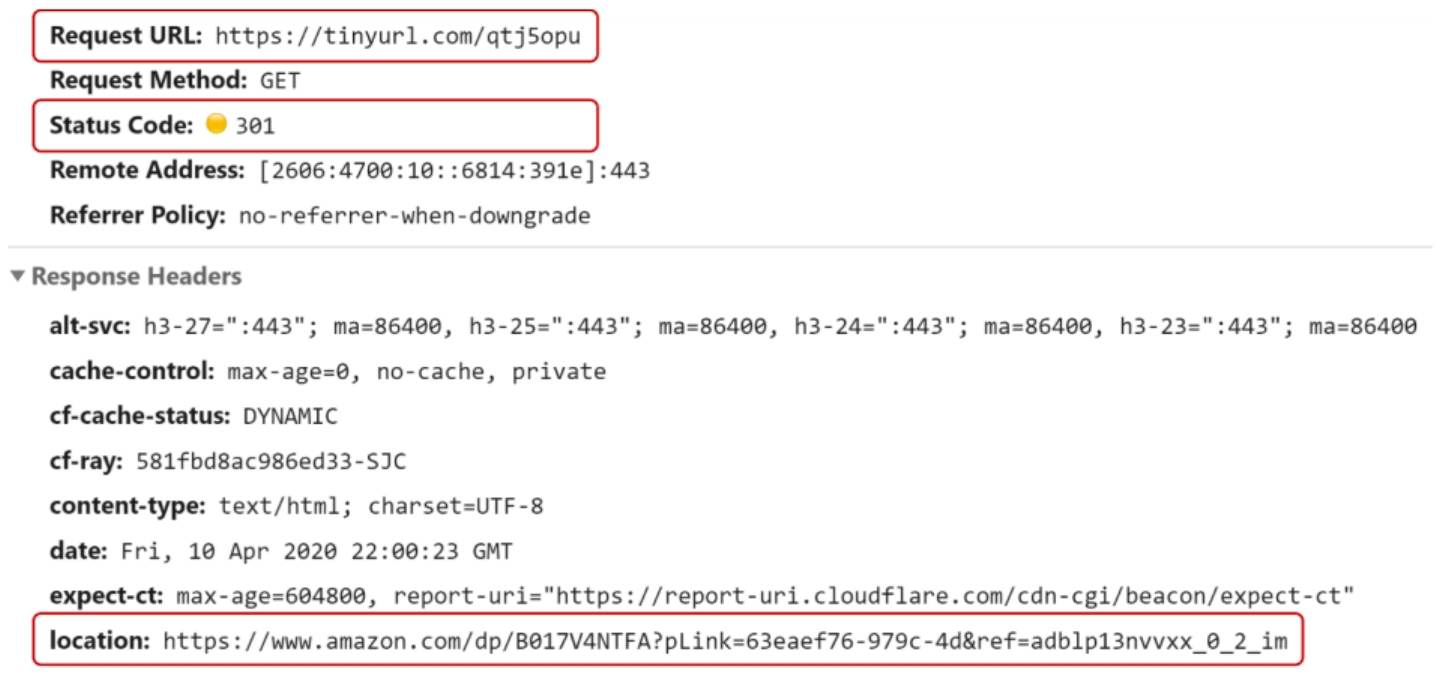 Request URL: https://tinyurl.com/qtj5opu
Request Method: GET
Status Code: 301
Remote Address: [2606:4700:10::6814:391e]:443
Referrer Policy: no-referrer-when-downgrade
Response Headers
alt-svc: h3-27=":443"; ma=86400, h3-25=":443"; ma=86400, h3-24=":443"; ma=86400, h3-23=":443"; ma=86400
cache-control: max-age=0, no-cache, private
cf-cache-status: DYNAMIC
cf-ray: 581fbd8ac986ed33-SJC
content-type: text/html; charset=UTF-8
date: Fri, 10 Apr 2020 22:00:23 GMT
expect-ct: max-age=604800, report-uri="https://report-uri.cloudflare.com/cdn-cgi/beacon/expect-ct"
location: https://www.amazon.com/dp/B017V4NTFA?pLink=63eaef76-979c-4d&ref=adblp13nvvxx_0_2_im